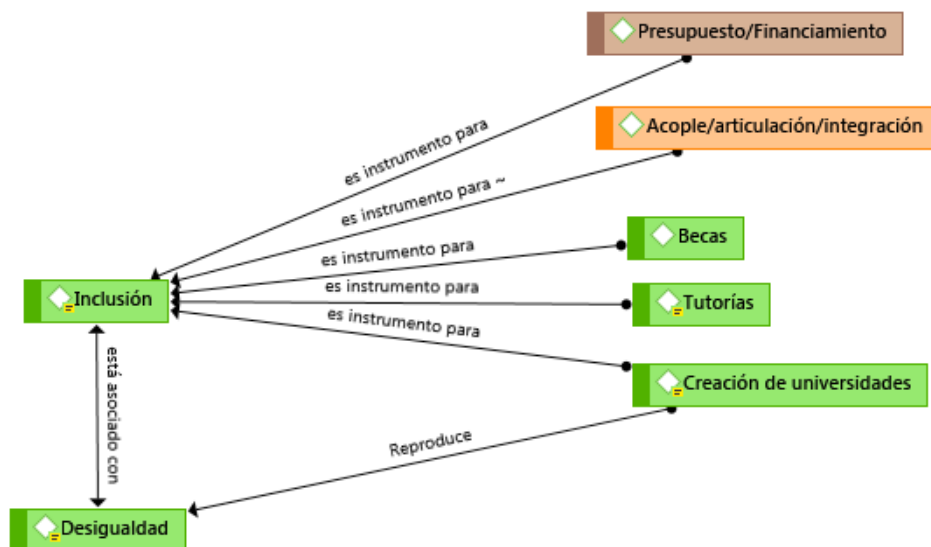 Presupuesto/Financiamiento
es instrumento para
Acople/articulación/integración
es instrumento para ~
Becas
es instrumento para
Inclusión
es instrumento para
Tutorías
es instrumento para
Creación de universidades
está asociado con
Reproduce
Desigualdad